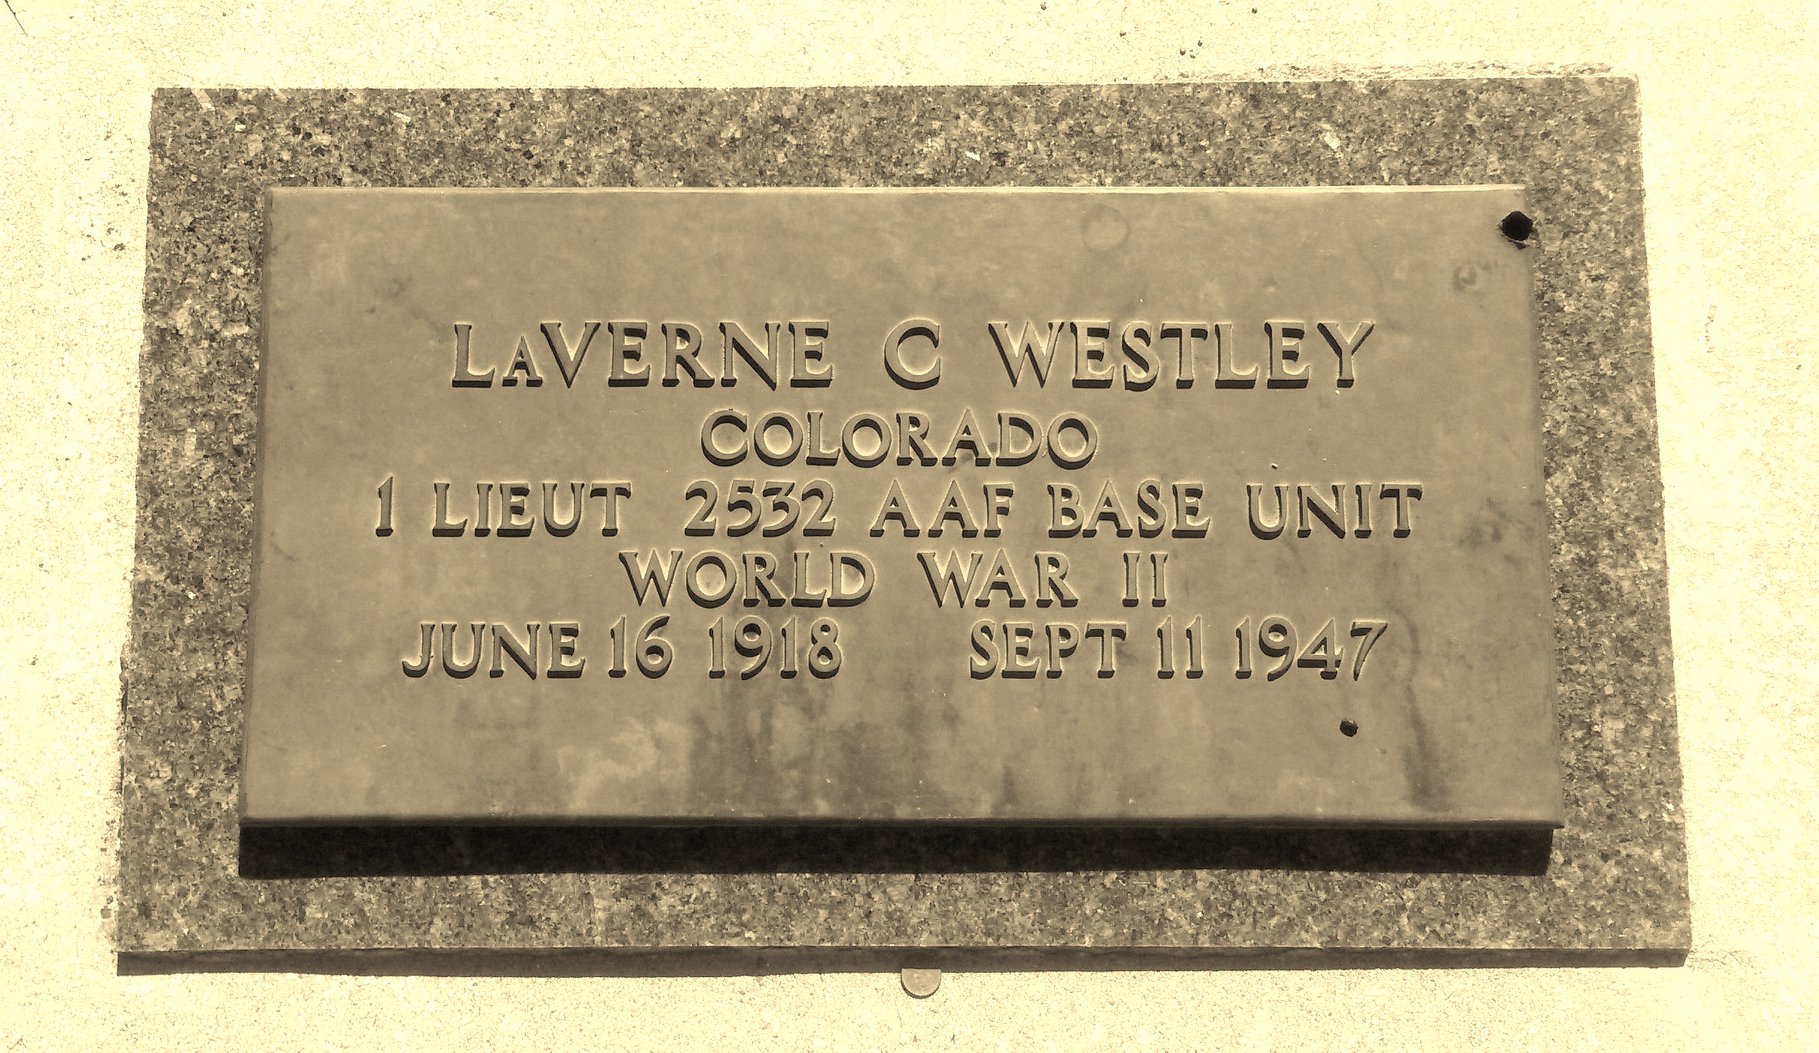 LaVERNE C WESTLEY
COLORADO
1 LIEUT 2532 AAF BASE UNIT
WORLD WAR II
JUNE 16 1918 SEPT 11 1947